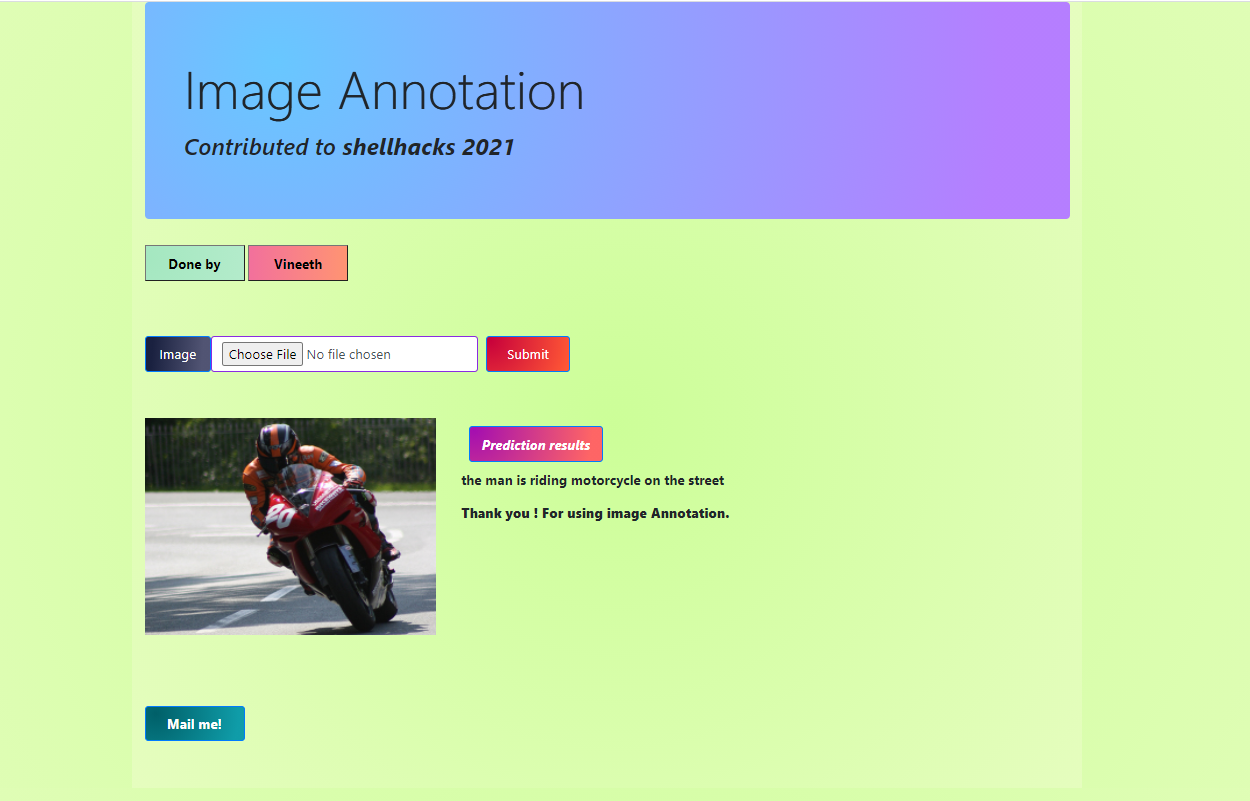 Image Annotation
Contributed to shellhacks 2021
Done by Vineeth
Image Choose File No file chosen Submit
Prediction results
the man is riding motorcycle on the street
Thank you ! For using image Annotation.
20
Mail me!